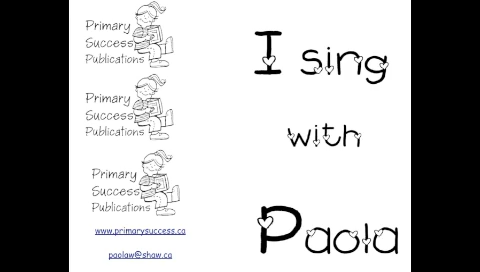 Primary
Success
Publications
Primary
Success
Publications
Primary
Success
Publications
www.primarysuccess.ca
paolaw@shaw.ca
I sing
with
Paola